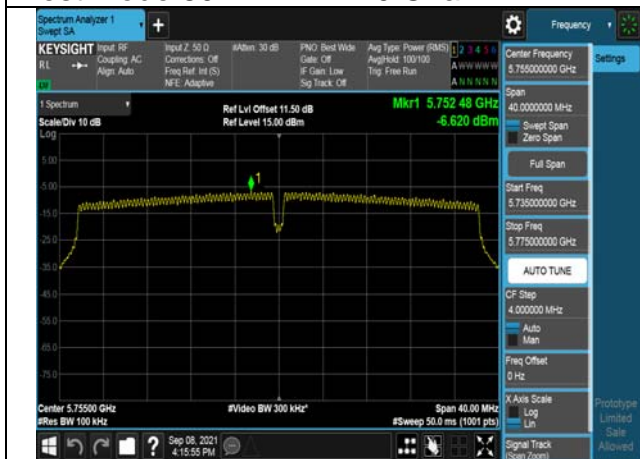 Spectrum Analyzer 1
Swept SA
Frequency
KEYSIGHT
RL
Input: RF
Coupling: AC
Align: Auto
Input Z: 50 Ω
Corrections: Off
Freq Ref: Int (S)
NFE: Adaptive
#Atten: 30 dB
PNO: Best Wide
Gate: Off
IF Gain: Low
Sig Track: Off
Avg Type: Power (RMS)
Avg|Hold: 100/100
Trig: Free Run
1 2 3 4 5 6
A W W W W W
A N N N N N
1 Spectrum
Scale/Div 10 dB
Log
Ref Lvl Offset 11.50 dB
Ref Level 15.00 dBm
Mkr1 5.752 48 GHz
-6.620 dBm
5.00
-5.00
-15.0
-25.0
-35.0
-45.0
-55.0
-65.0
-75.0
1
Center 5.75500 GHz
#Res BW 100 kHz
#Video BW 300 kHz*
Span 40.00 MHz
#Sweep 50.0 ms (1001 pts)
Sep 08, 2021
4:15:55 PM
Center Frequency
5.755000000 GHz
Settings
Span
40.0000000 MHz
Swept Span
Zero Span
Full Span
Start Freq
5.735000000 GHz
Stop Freq
5.775000000 GHz
AUTO TUNE
CF Step
4.000000 MHz
Auto
Man
Freq Offset
0 Hz
X Axis Scale
Log
Lin
Signal Track
(Span Zoom)
Prototype
Limited
Sale
Allowed